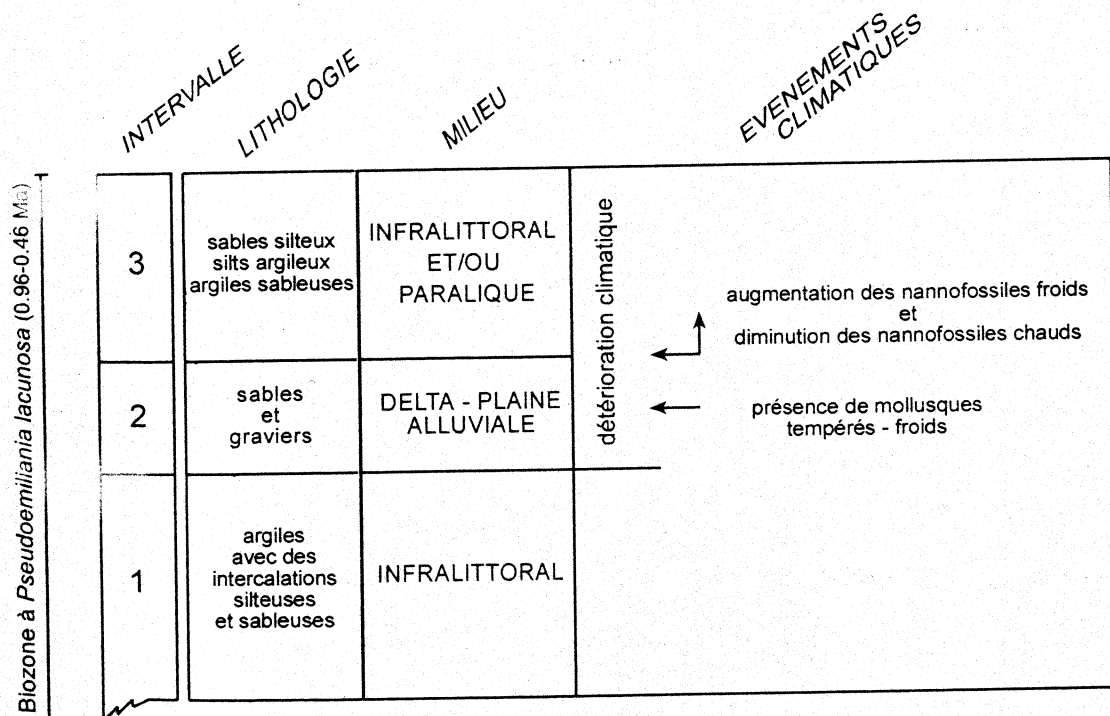 INTERVALLE
LITHOLOGIE
MILIEU
EVENEMENTS
CLIMATIQUES
Biozone à Pseudoemiliania lacunosa (0.96-0.46 Ma)
3
sables silteux
silts argileux
argiles sableuses
INFRALITTORAL
ET/OU
PARALIQUE
détérioration climatique
augmentation des nannofossiles froids
et
diminution des nannofossiles chauds
2
sables
et
graviers
DELTA - PLAINE
ALLUVIALE
présence de mollusques
tempérés - froids
1
argiles
avec des
intercalations
silteuses
et sableuses
INFRALITTORAL